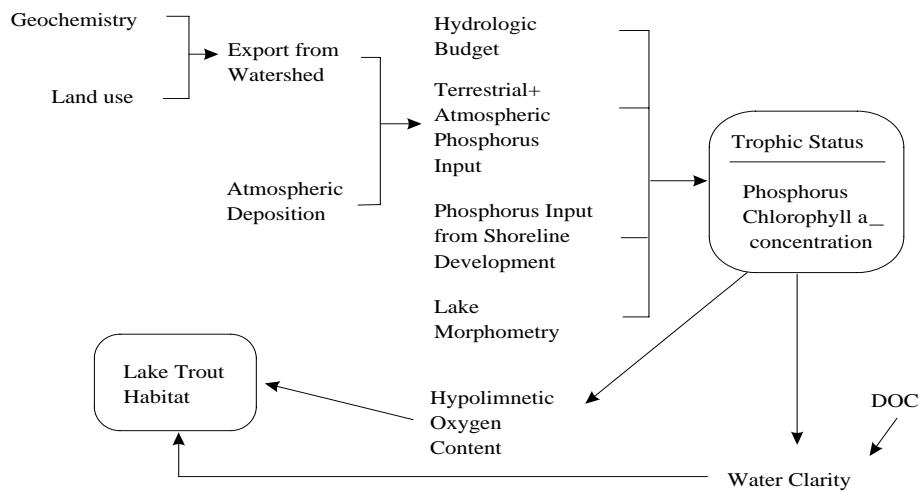 Geochemistry
Land use
Export from
Watershed
Atmospheric
Deposition
Hydrologic
Budget
Terrestrial+
Atmospheric
Phosphorus
Input
Phosphorus Input
from Shoreline
Development
Lake
Morphometry
Trophic Status
Phosphorus
Chlorophyll a_
concentration
Lake Trout
Habitat
Hypolimnetic
Oxygen
Content
DOC
Water Clarity